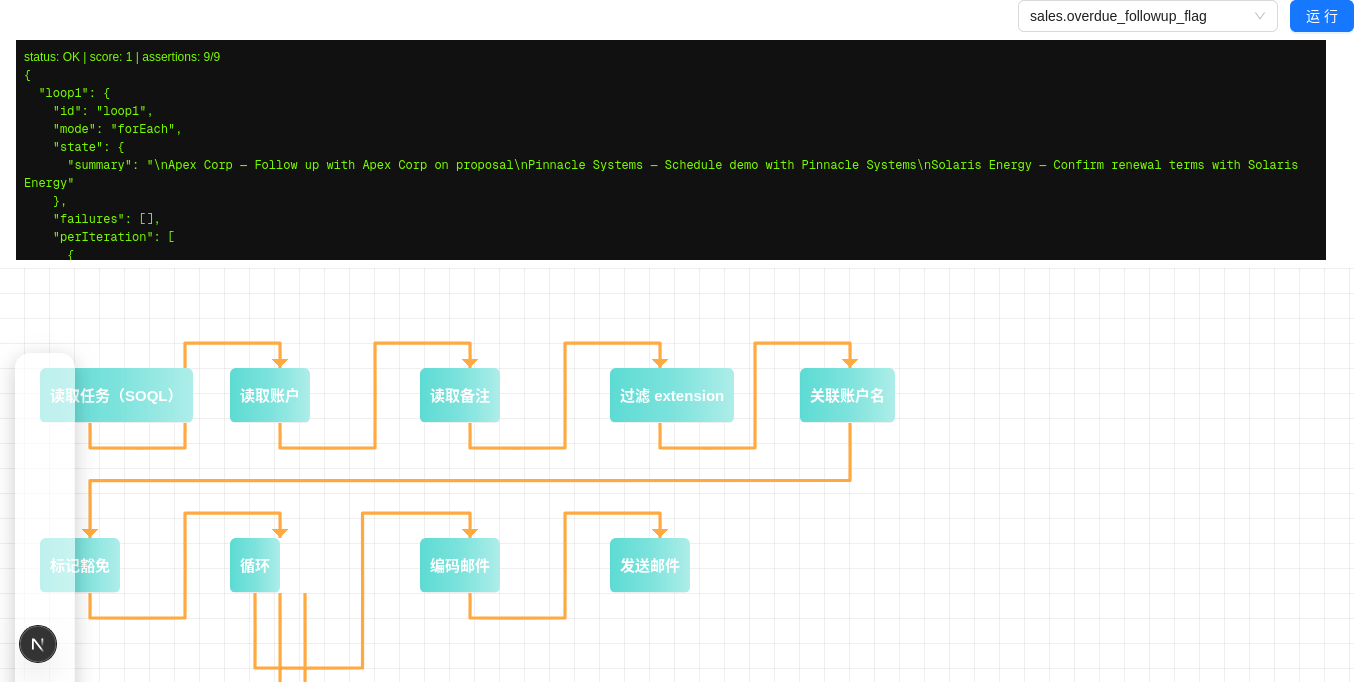 sales.overdue_followup_flag
运 行
status: OK | score: 1 | assertions: 9/9
{
"loop1": {
"id": "loop1",
"mode": "forEach",
"state": {
"summary": "\nApex Corp — Follow up with Apex Corp on proposal\nPinnacle Systems — Schedule demo with Pinnacle Systems\nSolaris Energy — Confirm renewal terms with Solaris
Energy"
},
"failures": [],
"perIteration": [
{
读取任务（SOQL）
读取账户
读取备注
过滤 extension
关联账户名
标记豁免
循环
编码邮件
发送邮件
N